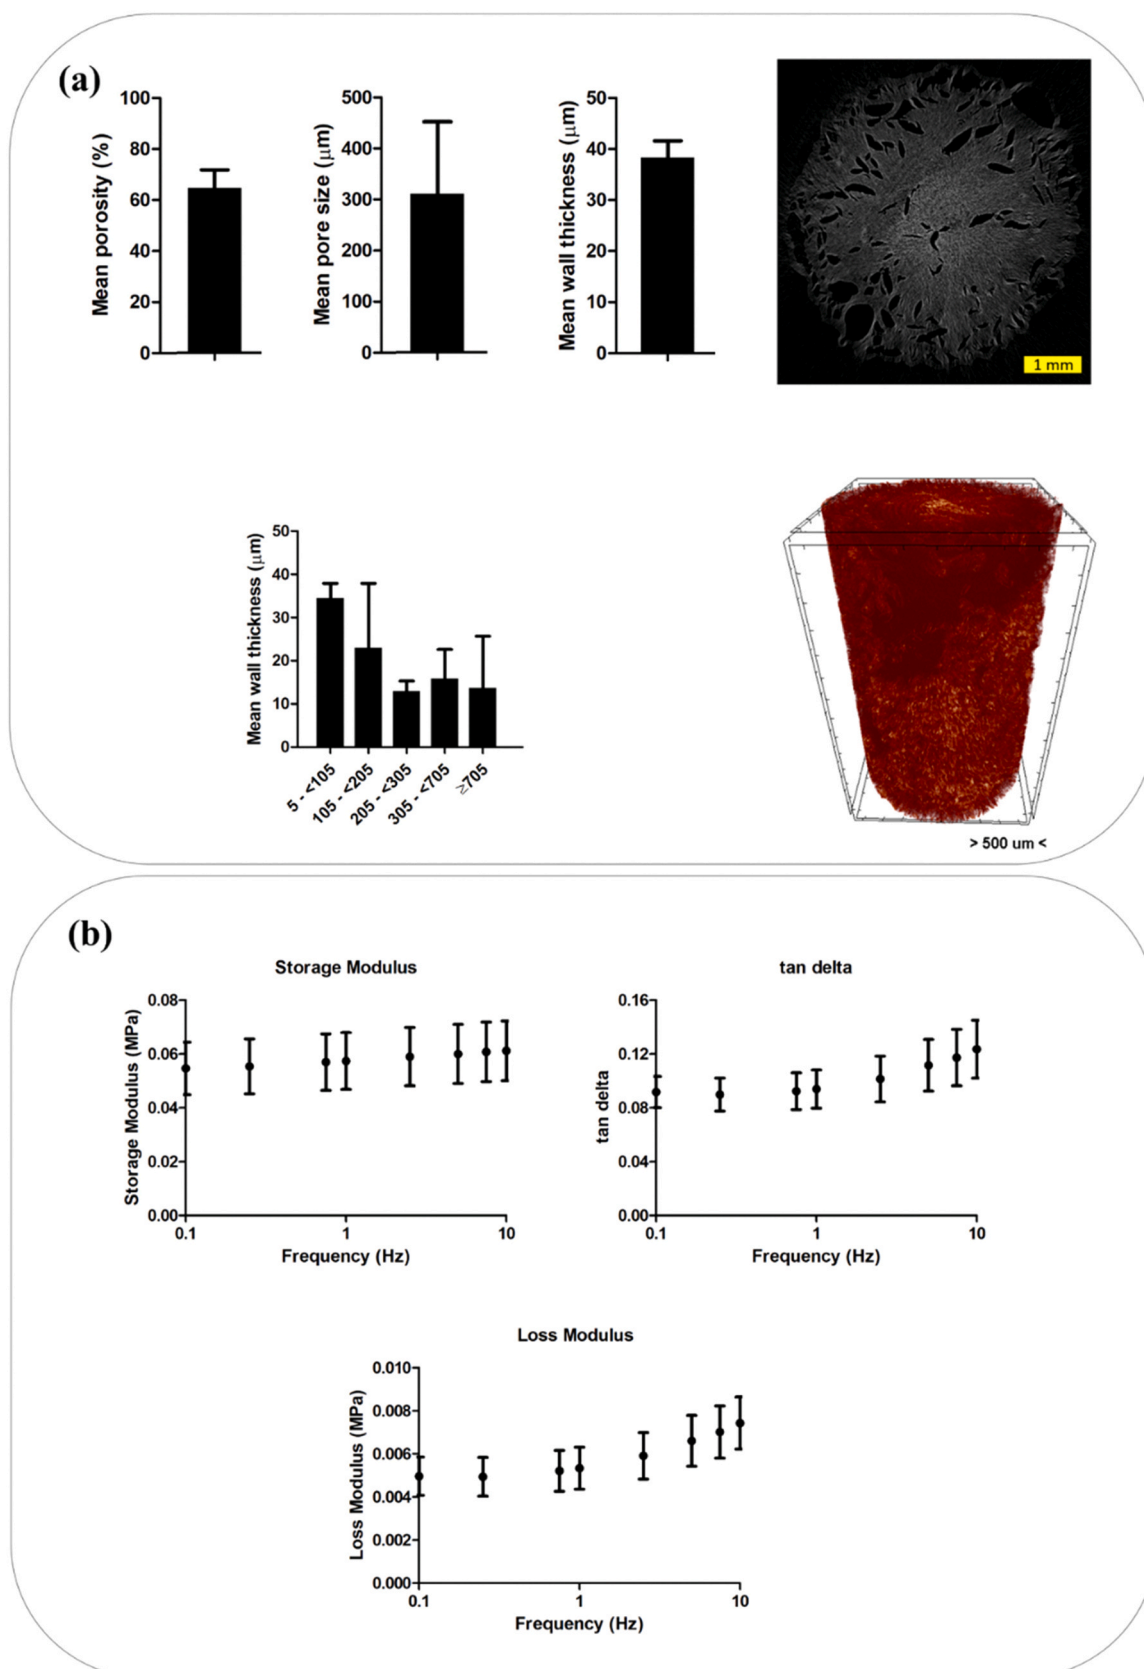 (a)
Mean porosity (%)
100
80
60
40
20
0
Mean pore size (μm)
500
400
300
200
100
0
Mean wall thickness (μm)
50
40
30
20
10
0
1 mm
Mean wall thickness (μm)
50
40
30
20
10
0
5 - <105
105 - <205
205 - <305
305 - <705
≥705
> 500 um <
(b)
Storage Modulus
Storage Modulus (MPa)
0.08
0.06
0.04
0.02
0.00
0.1 1 10
Frequency (Hz)
tan delta
tan delta
0.16
0.12
0.08
0.04
0.00
0.1 1 10
Frequency (Hz)
Loss Modulus
Loss Modulus (MPa)
0.010
0.008
0.006
0.004
0.002
0.000
0.1 1 10
Frequency (Hz)